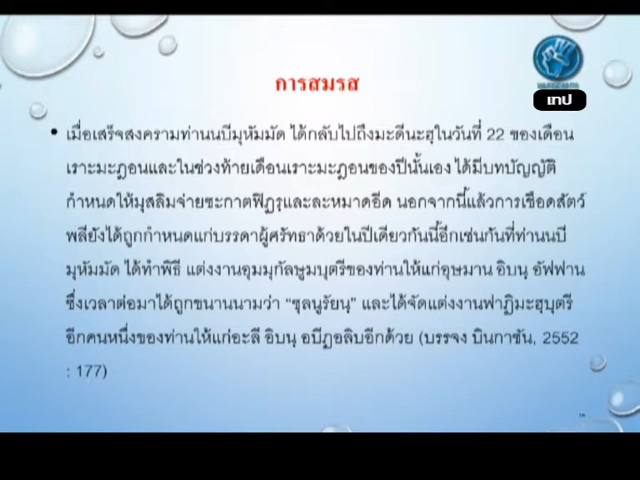 การสมรส
เทป
• เมื่อเสร็จสงครามท่านนบีมุหัมมัด ได้กลับไปถึงมะดีนะฮฺในวันที่ 22 ของเดือน
เราะมะฎอนและในช่วงท้ายเดือนเราะมะฎอนของปีนั้นเอง ได้มีบทบัญญัติ
กำหนดให้มุสลิมจ่ายซะกาตฟิฏรฺและละหมาดอีด นอกจากนี้แล้วการเชือดสัตว์
พลียังได้ถูกกำหนดแก่บรรดาผู้ศรัทธาด้วยในปีเดียวกันนี้อีกเช่นกันที่ท่านนบี
มุหัมมัด ได้ทำพิธี แต่งงานอุมมุกัลษูมบุตรีของท่านให้แก่อุษมาน อิบนฺ อัฟฟาน
ซึ่งเวลาต่อมาได้ถูกขนานนามว่า “ซุลนูรัยนฺ” และได้จัดแต่งงานฟาฏิมะฮฺบุตรี
อีกคนหนึ่งของท่านให้แก่อะลี อิบนฺ อบีฏอลิบอีกด้วย (บรรจง บินกาซัน, 2552
: 177)